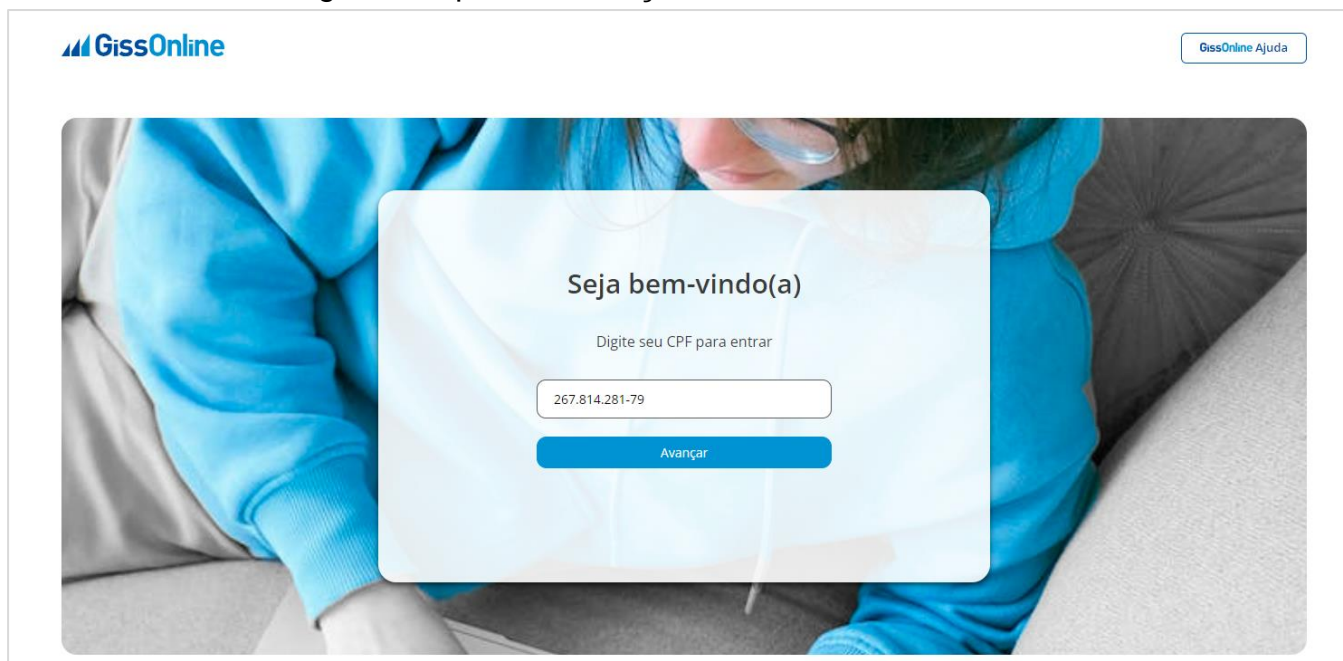 GissOnline
GissOnline Ajuda
Seja bem-vindo(a)
Digite seu CPF para entrar
267.814.281-79
Avançar